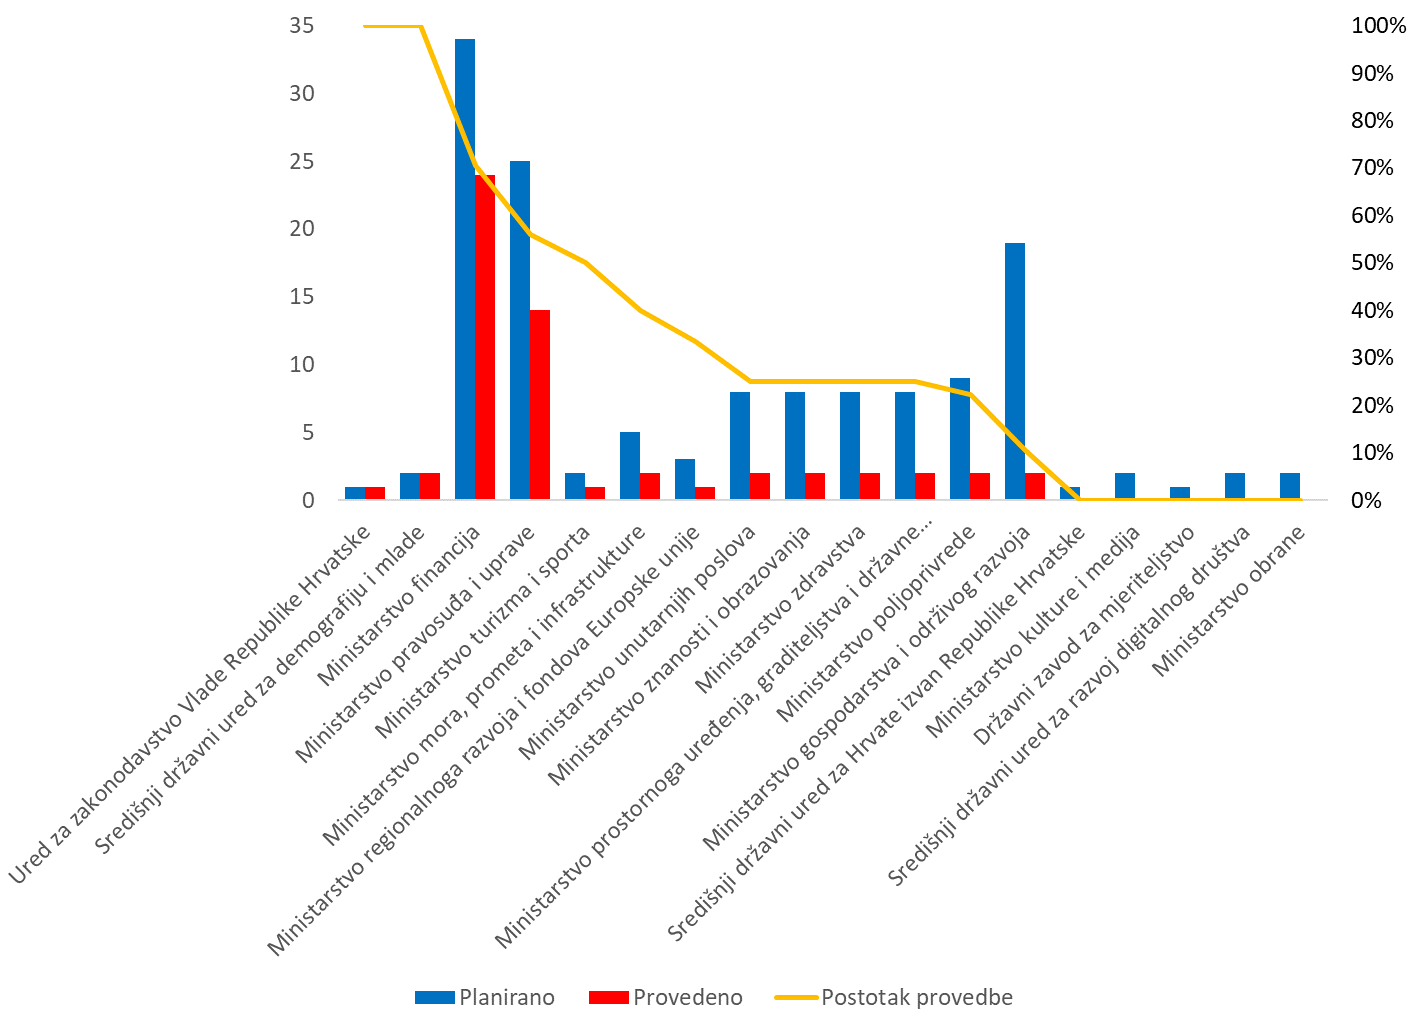 35
30
25
20
15
10
5
0
100%
90%
80%
70%
60%
50%
40%
30%
20%
10%
0%
Ured za zakonodavstvo Vlade Republike Hrvatske
Središnji državni ured za demografiju i mlade
Ministarstvo financija
Ministarstvo pravosuđa i uprave
Ministarstvo turizma i sporta
Ministarstvo mora, prometa i infrastrukture
Ministarstvo regionalnoga razvoja i fondova Europske unije
Ministarstvo unutarnjih poslova
Ministarstvo znanosti i obrazovanja
Ministarstvo zdravstva
Ministarstvo prostornoga uređenja, graditeljstva i državne...
Ministarstvo poljoprivrede
Ministarstvo gospodarstva i održivog razvoja
Središnji državni ured za Hrvate izvan Republike Hrvatske
Ministarstvo kulture i medija
Državni zavod za mjeriteljstvo
Središnji državni ured za razvoj digitalnog društva
Ministarstvo obrane
Planirano
Provedeno
Postotak provedbe